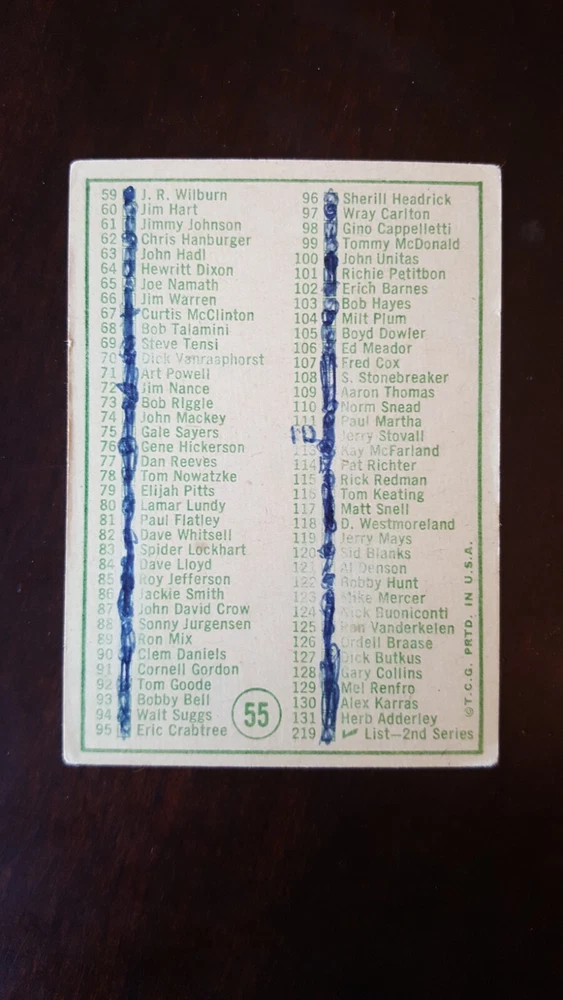 59 J. R. Wilburn
60 Jim Hart
61 Jimmy Johnson
62 Chris Hanburger
63 John Hadl
64 Hewritt Dixon
65 Joe Namath
66 Jim Warren
67 Curtis McClinton
68 Bob Talamini
69 Steve Tensi
70 Dick Vanraaphorst
71 Art Powell
72 Jim Nance
73 Bob Riggle
74 John Mackey
75 Gale Sayers
76 Gene Hickerson
77 Dan Reeves
78 Tom Nowatzke
79 Elijah Pitts
80 Lamar Lundy
81 Paul Flatley
82 Dave Whitsell
83 Spider Lockhart
84 Dave Lloyd
85 Roy Jefferson
86 Jackie Smith
87 John David Crow
88 Sonny Jurgensen
89 Ron Mix
90 Clem Daniels
91 Cornell Gordon
92 Tom Goode
93 Bobby Bell
94 Walt Suggs
95 Eric Crabtree
55
96 Sherill Headrick
97 Wray Carlton
98 Gino Cappelletti
99 Tommy McDonald
100 John Unitas
101 Richie Petitbon
102 Erich Barnes
103 Bob Hayes
104 Milt Plum
105 Boyd Dowler
106 Ed Meador
107 Fred Cox
108 S. Stonebreaker
109 Aaron Thomas
110 Norm Snead
111 Paul Martha
Jerry Stovall
113 Kay McFarland
114 Pat Richter
115 Rick Redman
116 Tom Keating
117 Matt Snell
118 D. Westmoreland
119 Jerry Mays
120 Sid Blanks
121 Al Denson
122 Bobby Hunt
123 Mike Mercer
124 Nick Buoniconti
125 Ron Vanderkelen
126 Ordell Braase
127 Dick Butkus
128 Gary Collins
129 Mel Renfro
130 Alex Karras
131 Herb Adderley
219 ✓ List—2nd Series
©T.C.G. PRTD. IN U.S.A.